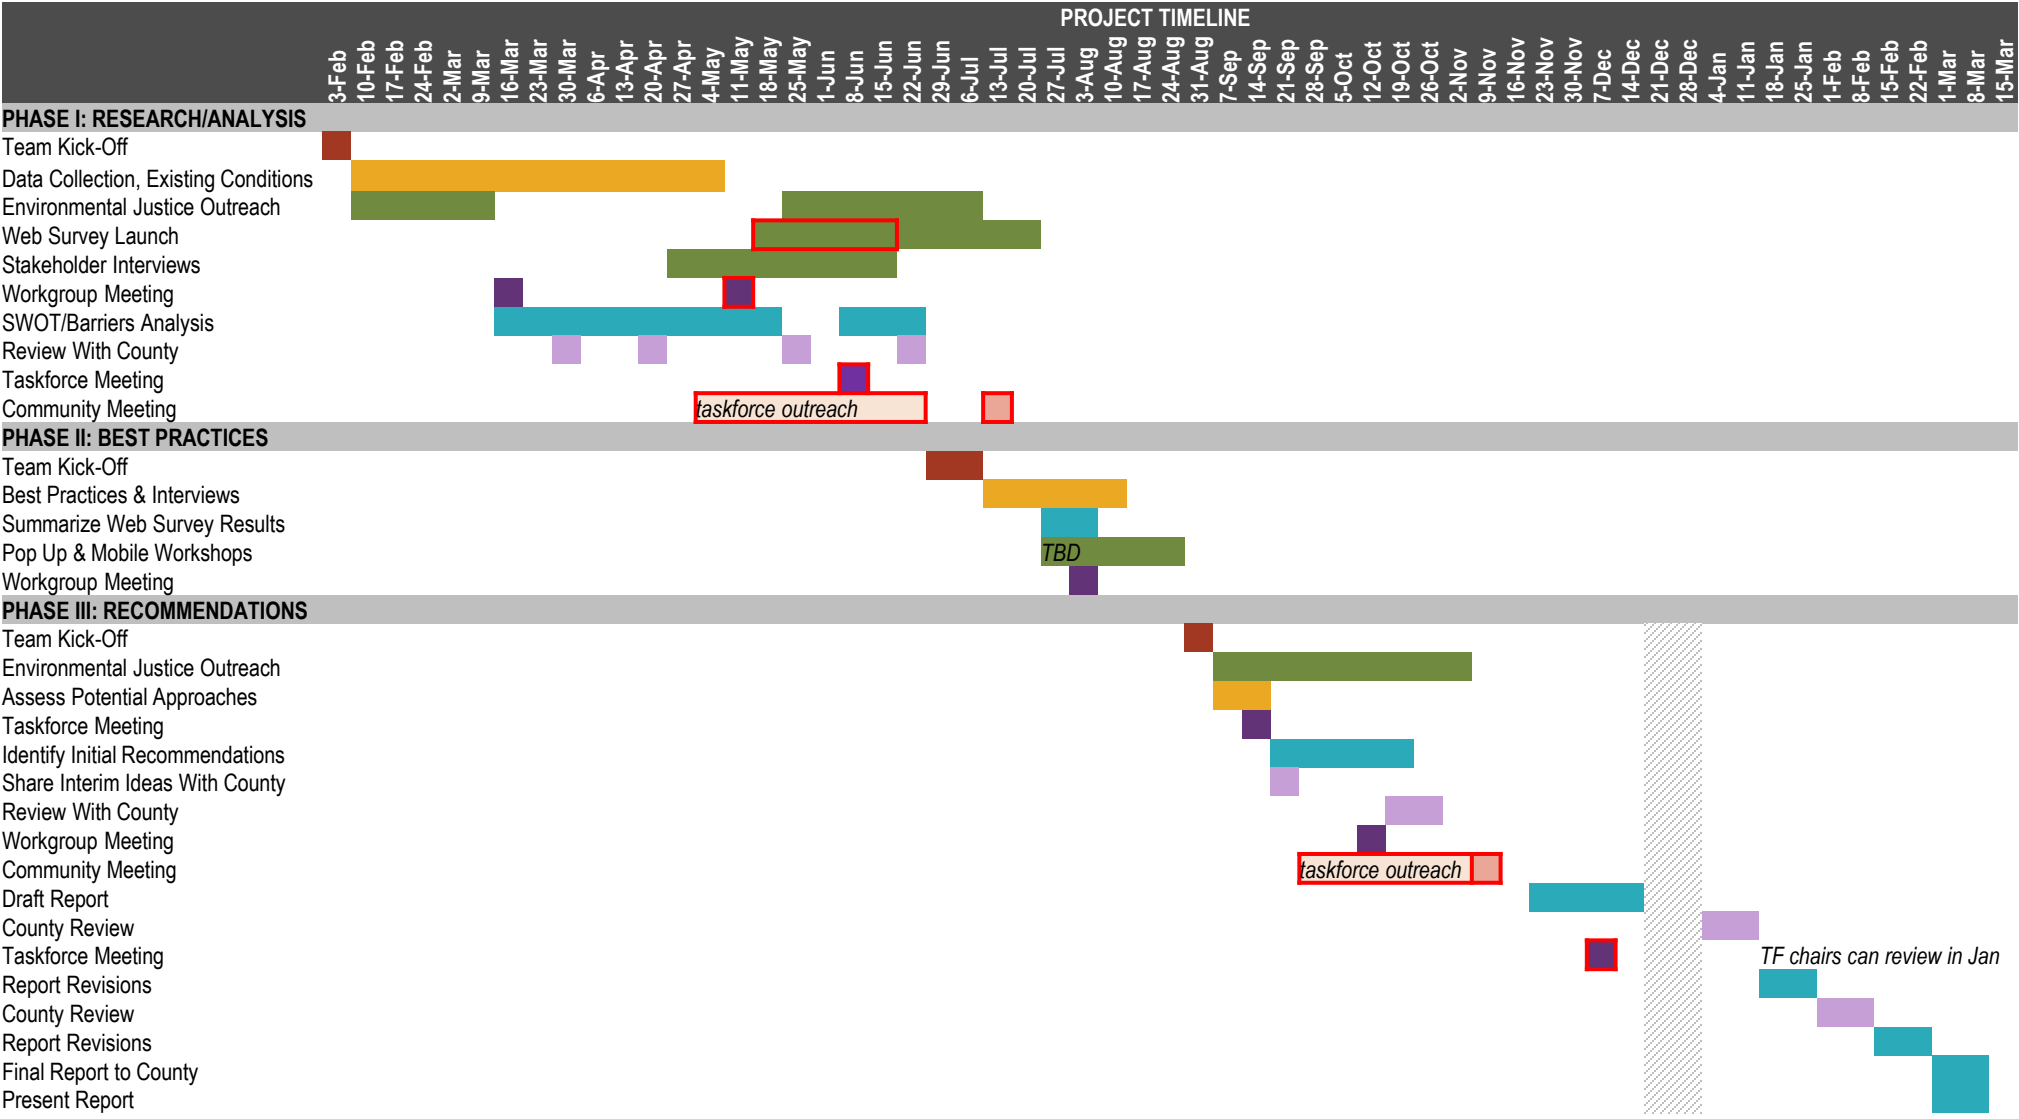 PROJECT TIMELINE
3-Feb 10-Feb 17-Feb 24-Feb 2-Mar 9-Mar 16-Mar 23-Mar 30-Mar 6-Apr 13-Apr 20-Apr 27-Apr 4-May 11-May 18-May 25-May 1-Jun 8-Jun 15-Jun 22-Jun 29-Jun 6-Jul 13-Jul 20-Jul 27-Jul 3-Aug 10-Aug 17-Aug 24-Aug 31-Aug 7-Sep 14-Sep 21-Sep 28-Sep 5-Oct 12-Oct 19-Oct 26-Oct 2-Nov 9-Nov 16-Nov 23-Nov 30-Nov 7-Dec 14-Dec 21-Dec 28-Dec 4-Jan 11-Jan 18-Jan 25-Jan 1-Feb 8-Feb 15-Feb 22-Feb 1-Mar 8-Mar 15-Mar
PHASE I: RESEARCH/ANALYSIS
Team Kick-Off
Data Collection, Existing Conditions
Environmental Justice Outreach
Web Survey Launch
Stakeholder Interviews
Workgroup Meeting
SWOT/Barriers Analysis
Review With County
Taskforce Meeting
Community Meeting taskforce outreach
PHASE II: BEST PRACTICES
Team Kick-Off
Best Practices & Interviews
Summarize Web Survey Results
Pop Up & Mobile Workshops TBD
Workgroup Meeting
PHASE III: RECOMMENDATIONS
Team Kick-Off
Environmental Justice Outreach
Assess Potential Approaches
Taskforce Meeting
Identify Initial Recommendations
Share Interim Ideas With County
Review With County
Workgroup Meeting
Community Meeting taskforce outreach
Draft Report
County Review
Taskforce Meeting TF chairs can review in Jan
Report Revisions
County Review
Report Revisions
Final Report to County
Present Report